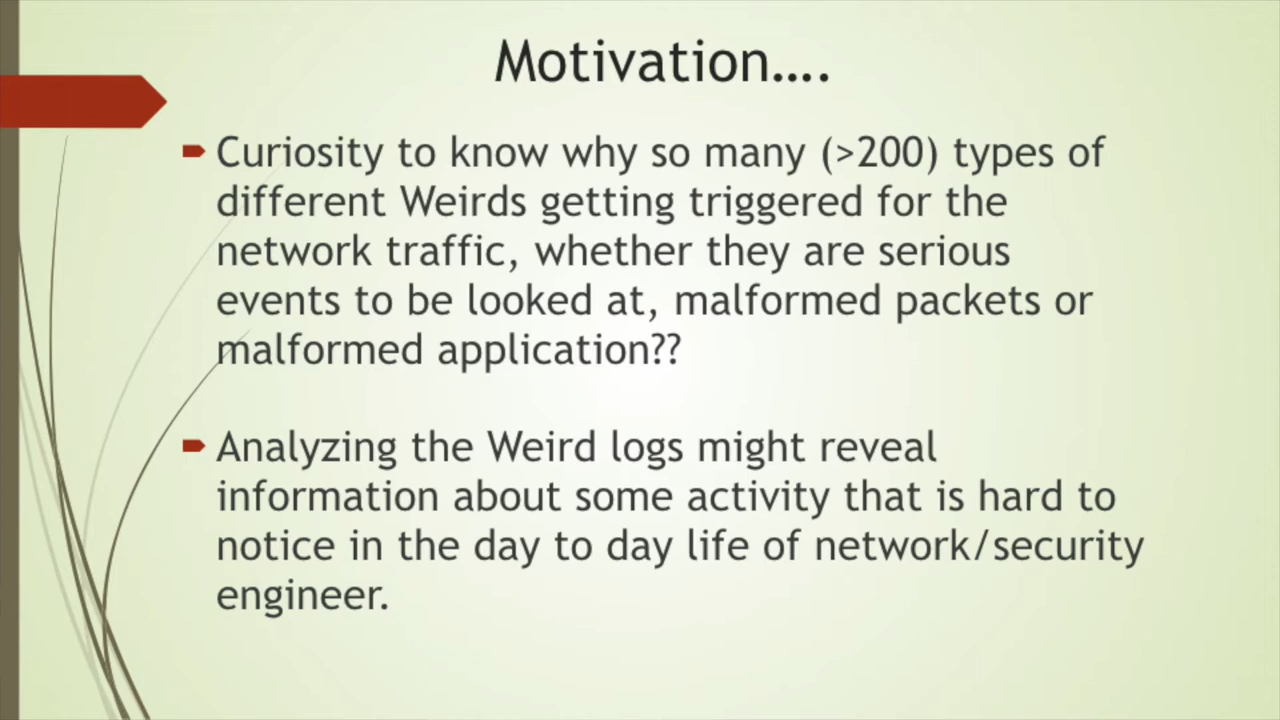 Motivation....
Curiosity to know why so many (>200) types of
different Weirds getting triggered for the
network traffic, whether they are serious
events to be looked at, malformed packets or
malformed application??
Analyzing the Weird logs might reveal
information about some activity that is hard to
notice in the day to day life of network/security
engineer.